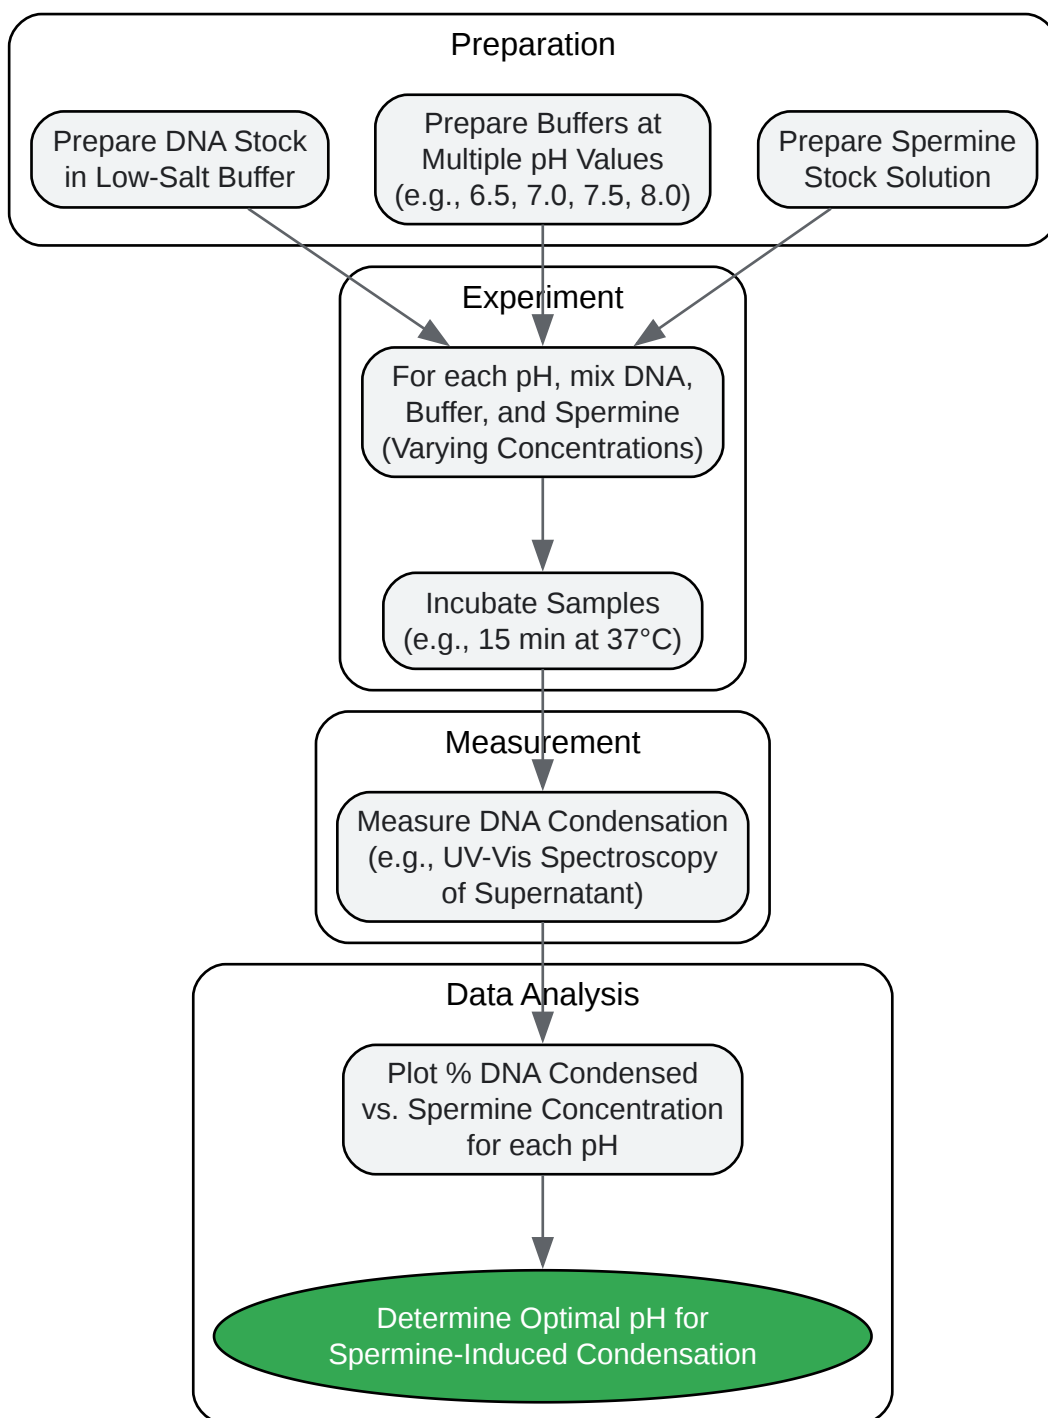 Preparation
Prepare DNA Stock
in Low-Salt Buffer
Prepare Buffers at
Multiple pH Values
(e.g., 6.5, 7.0, 7.5, 8.0)
Prepare Spermine
Stock Solution
Experiment
For each pH, mix DNA,
Buffer, and Spermine
(Varying Concentrations)
Incubate Samples
(e.g., 15 min at 37°C)
Measurement
Measure DNA Condensation
(e.g., UV-Vis Spectroscopy
of Supernatant)
Data Analysis
Plot % DNA Condensed
vs. Spermine Concentration
for each pH
Determine Optimal pH for
Spermine-Induced Condensation